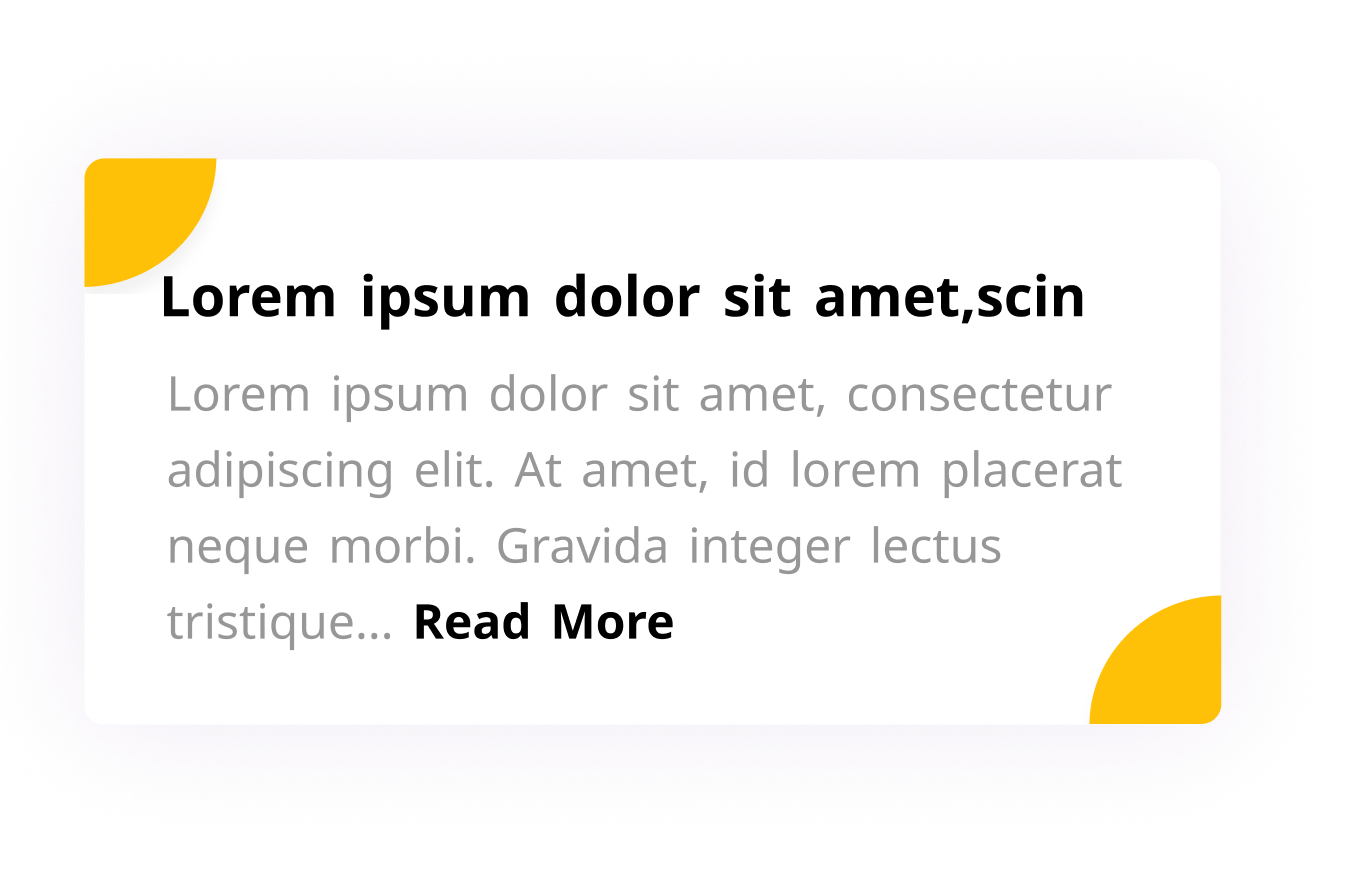 Lorem ipsum dolor sit amet,scin
Lorem ipsum dolor sit amet, consectetur
adipiscing elit. At amet, id lorem placerat
neque morbi. Gravida integer lectus
tristique... Read More